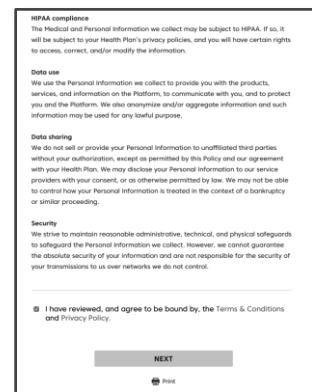 HIPAA compliance
The Medical and Personal Information we collect may be subject to HIPAA. If so, it
will be subject to your Health Plan's privacy policies, and you will have certain rights
to access, correct, and/or modify the information.
Data use
We use the Personal Information we collect to provide you with the products,
services, and information on the Platform, to communicate with you, and to protect
you and the Platform. We also anonymize and/or aggregate information and such
information may be used for any lawful purpose.
Data sharing
We do not sell or provide your Personal Information to unaffiliated third parties
without your authorization, except as permitted by this Policy and our agreement
with your Health Plan. We may disclose your Personal Information to our service
providers with your consent, or as otherwise permitted by law. We may not be able
to control how your Personal Information is treated in the context of a bankruptcy
or similar proceeding.
Security
We strive to maintain reasonable administrative, technical, and physical safeguards
to safeguard the Personal Information we collect. However, we cannot guarantee
the absolute security of your information and are not responsible for the security of
your transmissions to us over networks we do not control.
I have reviewed, and agree to be bound by, the Terms & Conditions
and Privacy Policy.
NEXT
Print